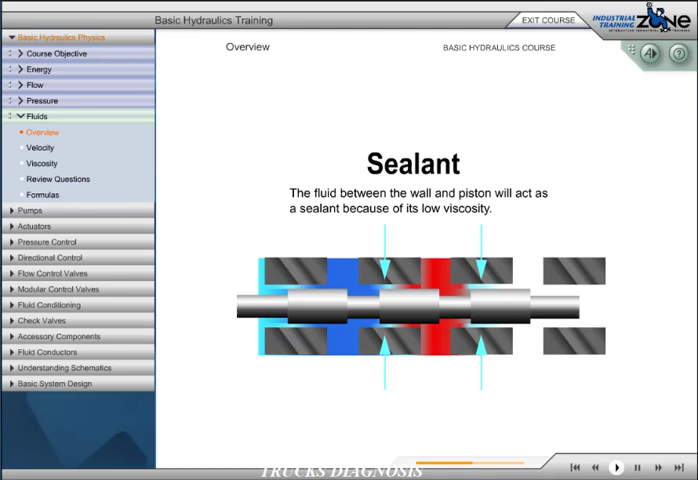 Basic Hydraulics Training
EXIT COURSE
INDUSTRIAL
TRAINING
ZONE
Basic Hydraulics Physics
Course Objective
Energy
Flow
Pressure
Fluids
Overview
Velocity
Viscosity
Review Questions
Formulas
Pumps
Actuators
Pressure Control
Directional Control
Flow Control Valves
Modular Control Valves
Fluid Conditioning
Check Valves
Accessory Components
Fluid Conductors
Understanding Schematics
Basic System Design
Overview
BASIC HYDRAULICS COURSE
A
?
Sealant
The fluid between the wall and piston will act as
a sealant because of its low viscosity.
TRUCKS DIAGNOSIS